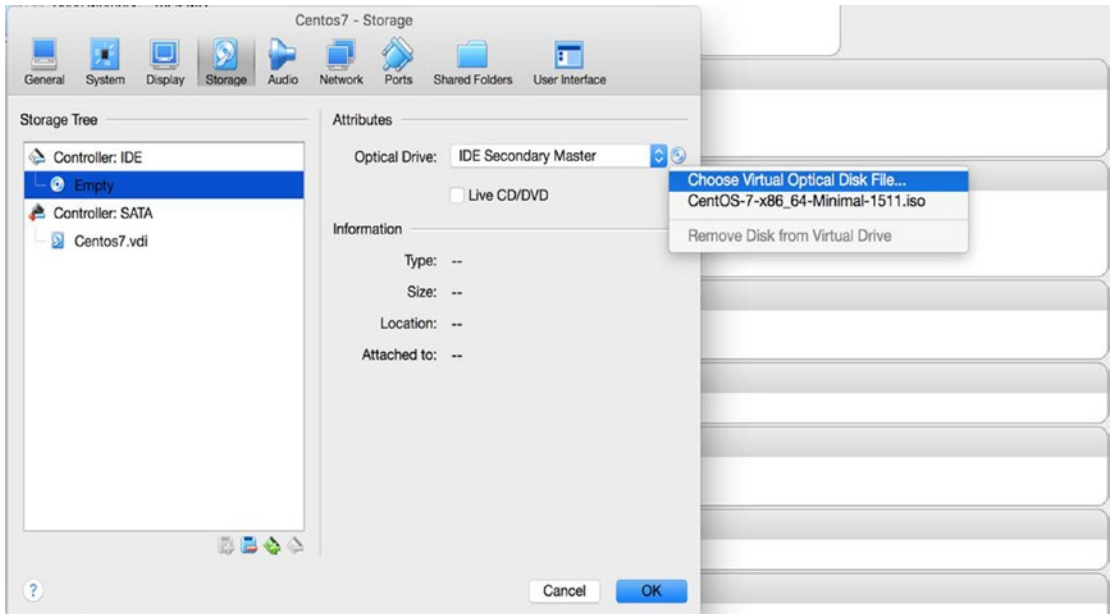 Centos7 - Storage
General System Display Storage Audio Network Ports Shared Folders User Interface
Storage Tree
Controller: IDE
Empty
Controller: SATA
Centos7.vdi
Attributes
Optical Drive: IDE Secondary Master
Live CD/DVD
Information
Type: --
Size: --
Location: --
Attached to: --
Choose Virtual Optical Disk File...
CentOS-7-x86_64-Minimal-1511.iso
Remove Disk from Virtual Drive
?
Cancel OK